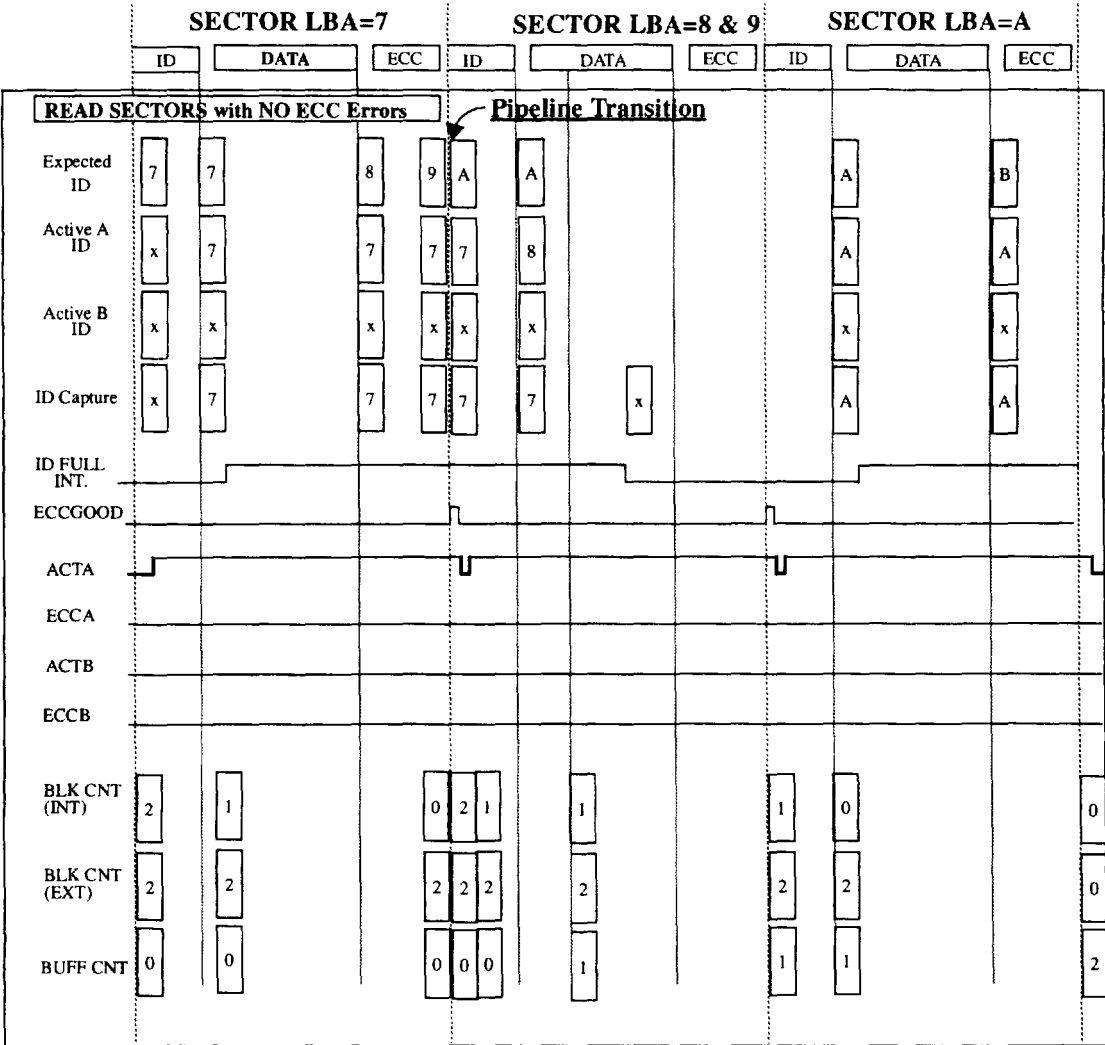 SECTOR LBA=7 SECTOR LBA=8 & 9 SECTOR LBA=A
ID DATA ECC ID DATA ECC ID DATA ECC
READ SECTORS with NO ECC Errors Pipeline Transition
Expected ID 7 7 8 9 A A A B
Active A ID x 7 7 7 7 8 A A
Active B ID x x x x x x x x
ID Capture x 7 7 7 7 7 x A A
ID FULL INT.
ECCGOOD
ACTA
ECCA
ACTB
ECCB
BLK CNT (INT) 2 1 0 2 1 1 1 0 0
BLK CNT (EXT) 2 2 2 2 2 2 2 2 0
BUFF CNT 0 0 0 0 0 1 1 1 2